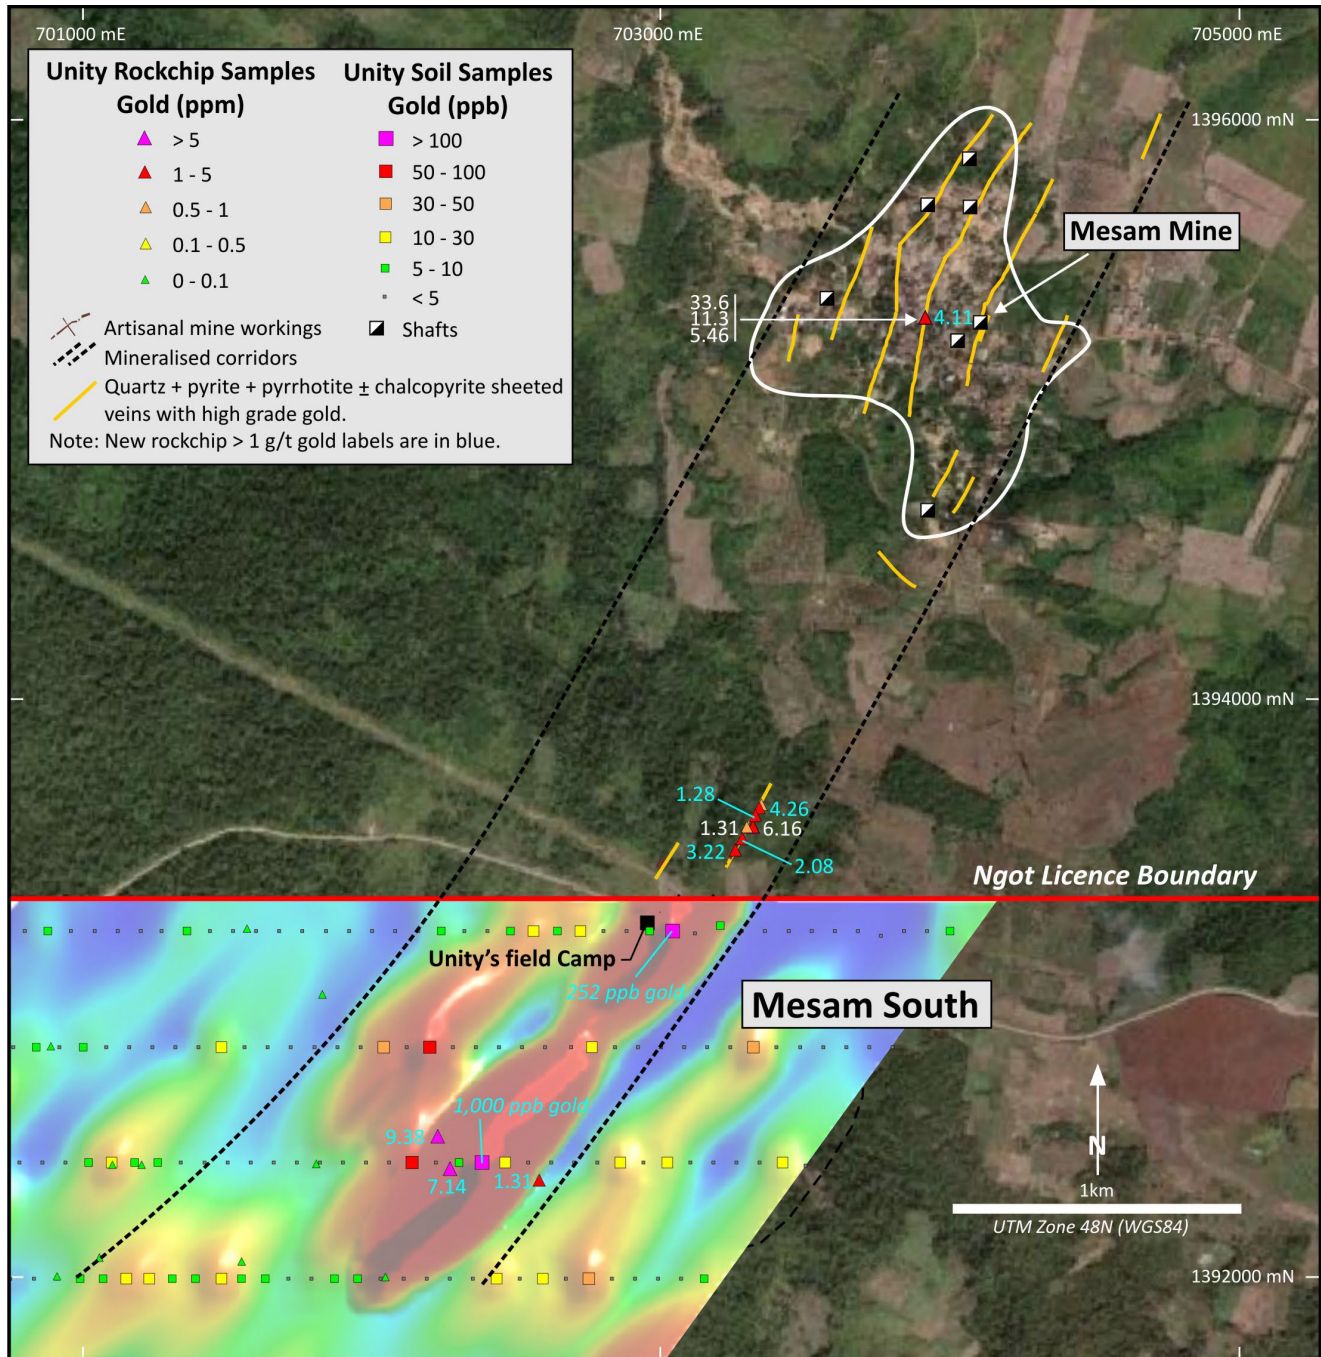 701000 mE
703000 mE
705000 mE
Unity Rockchip Samples
Gold (ppm)
> 5
1 - 5
0.5 - 1
0.1 - 0.5
0 - 0.1
Unity Soil Samples
Gold (ppb)
> 100
50 - 100
30 - 50
10 - 30
5 - 10
< 5
Artisanal mine workings
Shafts
Mineralised corridors
Quartz + pyrite + pyrrhotite ± chalcopyrite sheeted
veins with high grade gold.
Note: New rockchip > 1 g/t gold labels are in blue.
1396000 mN
Mesam Mine
33.6
11.3
5.46
4.11
1394000 mN
1.28
4.26
1.31
6.16
3.22
2.08
Ngot Licence Boundary
Unity's field Camp
252 ppb gold
Mesam South
1,000 ppb gold
9.38
7.14
1.31
N
1km
UTM Zone 48N (WGS84)
1392000 mN